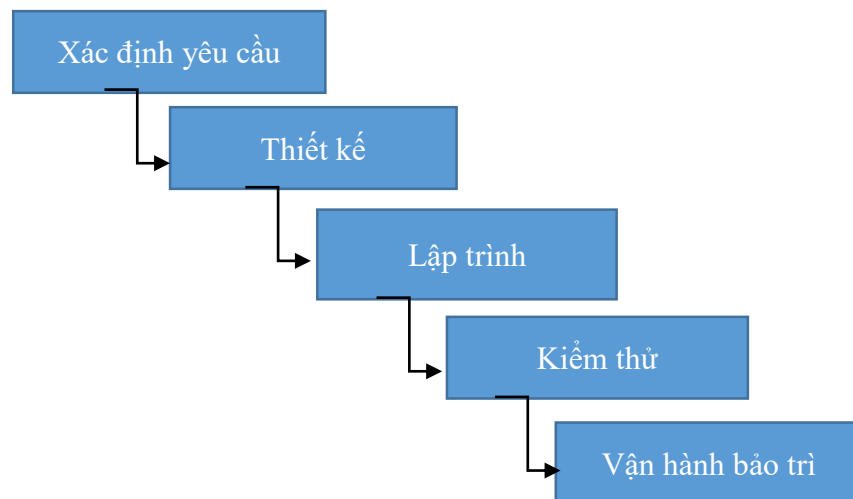 Xác định yêu cầu
Thiết kế
Lập trình
Kiểm thử
Vận hành bảo trì